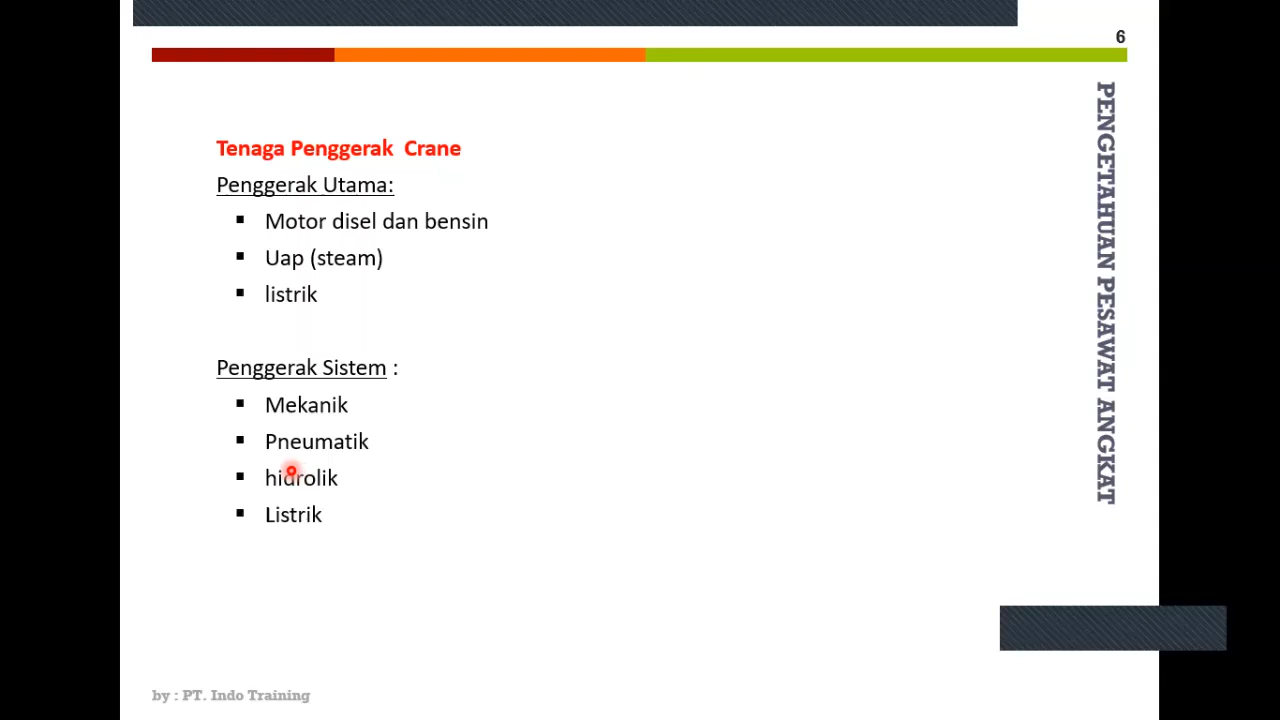 6
PENGETAHUAN PESAWAT ANGKAT
Tenaga Penggerak Crane
Penggerak Utama:
▪ Motor disel dan bensin
▪ Uap (steam)
▪ listrik
Penggerak Sistem :
▪ Mekanik
▪ Pneumatik
▪ hidrolik
▪ Listrik
by : PT. Indo Training